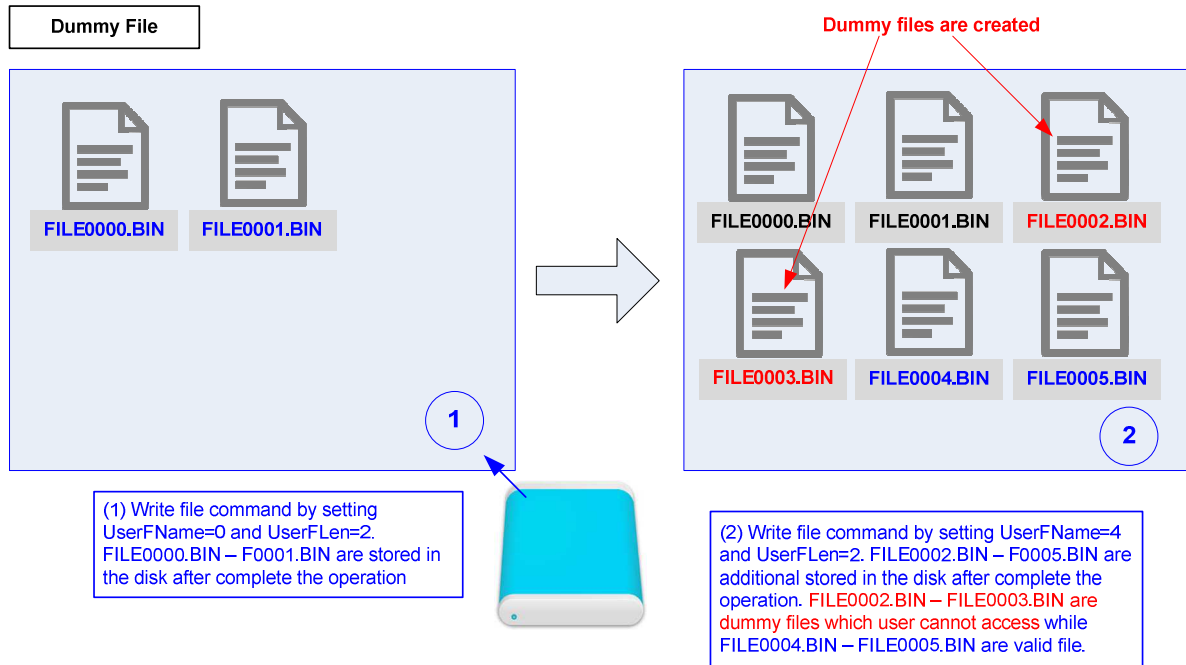 Dummy File
Dummy files are created
FILE0000.BIN
FILE0001.BIN
1
FILE0000.BIN
FILE0001.BIN
FILE0002.BIN
FILE0003.BIN
FILE0004.BIN
FILE0005.BIN
2
(1) Write file command by setting
UserFName=0 and UserFLen=2.
FILE0000.BIN – F0001.BIN are stored in
the disk after complete the operation
(2) Write file command by setting UserFName=4
and UserFLen=2. FILE0002.BIN – F0005.BIN are
additional stored in the disk after complete the
operation. FILE0002.BIN – FILE0003.BIN are
dummy files which user cannot access while
FILE0004.BIN – FILE0005.BIN are valid file.